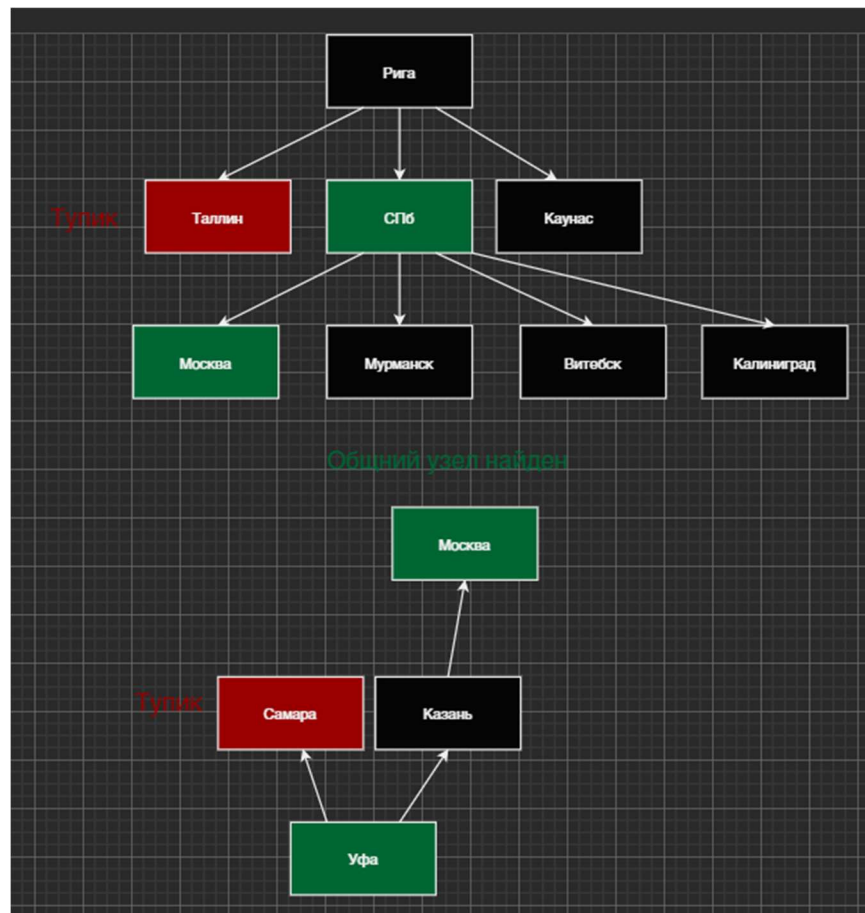 Рига
Тупик
Таллин
СПб
Каунас
Москва
Мурманск
Витебск
Калиниград
Общний узел найден
Москва
Тупик
Самара
Казань
Уфа